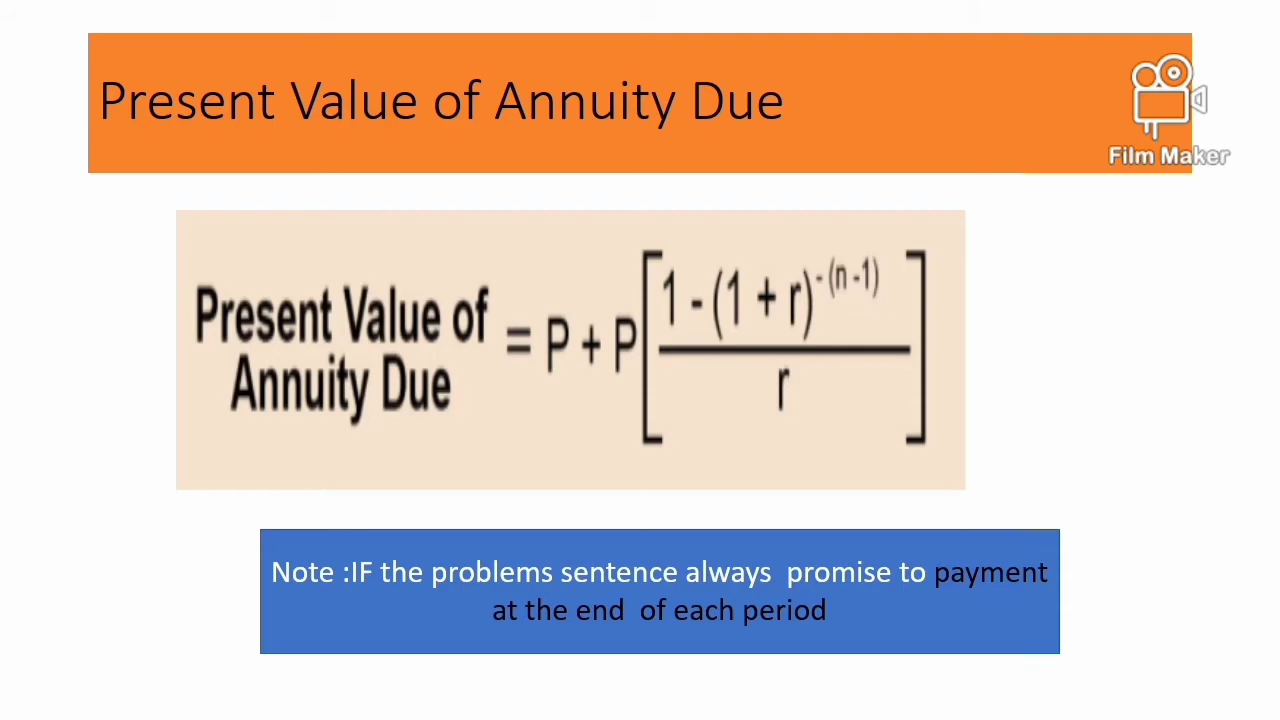 Present Value of Annuity Due
Film Maker
Present Value of
Annuity Due
= P + P [ 1 - (1 + r)^-(n -1) / r ]
Note :IF the problems sentence always promise to payment
at the end of each period